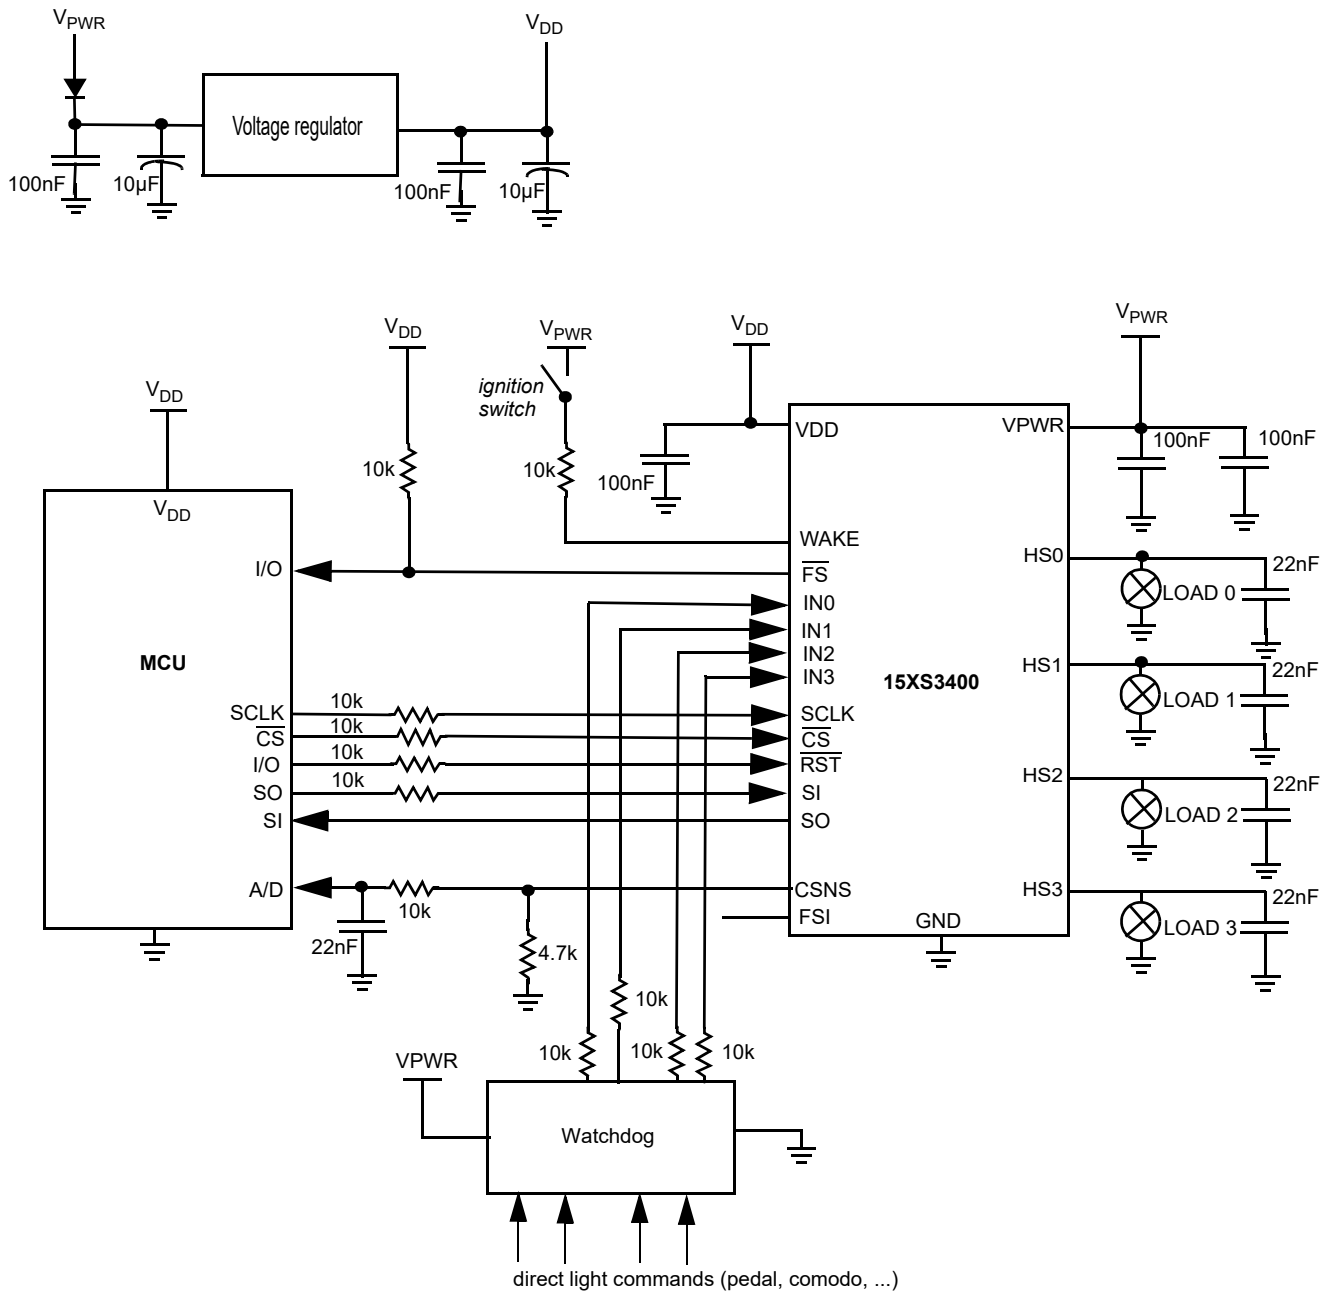 VPWR
VDD
Voltage regulator
100nF
10µF
100nF
10µF
VDD
VPWR
VDD
VPWR
ignition
switch
VDD
10k
10k
100nF
VDD
VPWR
100nF
100nF
VDD
WAKE
HS0
I/O
FS
22nF
IN0
LOAD 0
IN1
IN2
MCU
HS1
22nF
IN3
15XS3400
10k
LOAD 1
SCLK
SCLK
10k
CS
CS
10k
I/O
RST
HS2
10k
22nF
SO
SI
LOAD 2
SI
SO
A/D
CSNS
HS3
22nF
10k
FSI
GND
LOAD 3
22nF
4.7k
10k
10k
10k
10k
VPWR
Watchdog
direct light commands (pedal, comodo, ...)